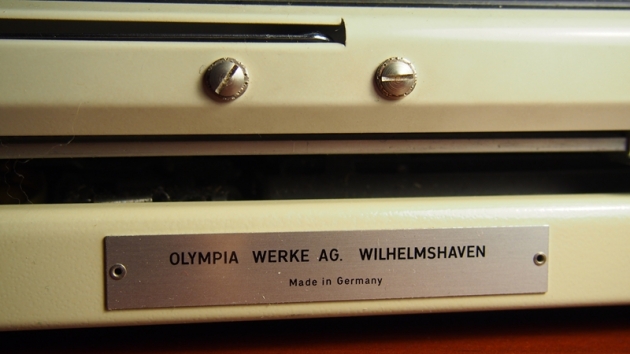 OLYMPIA WERKE AG. WILHELMSHAVEN
Made in Germany